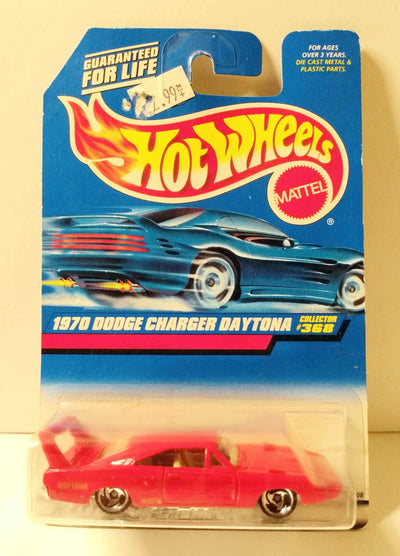 GUARANTEED
FOR LIFE
FOR AGES
OVER 3 YEARS.
DIE CAST METAL &
PLASTIC PARTS.
HOT WHEELS
MATTEL
®
1970 DODGE CHARGER DAYTONA
COLLECTOR
#368
DAYTONA